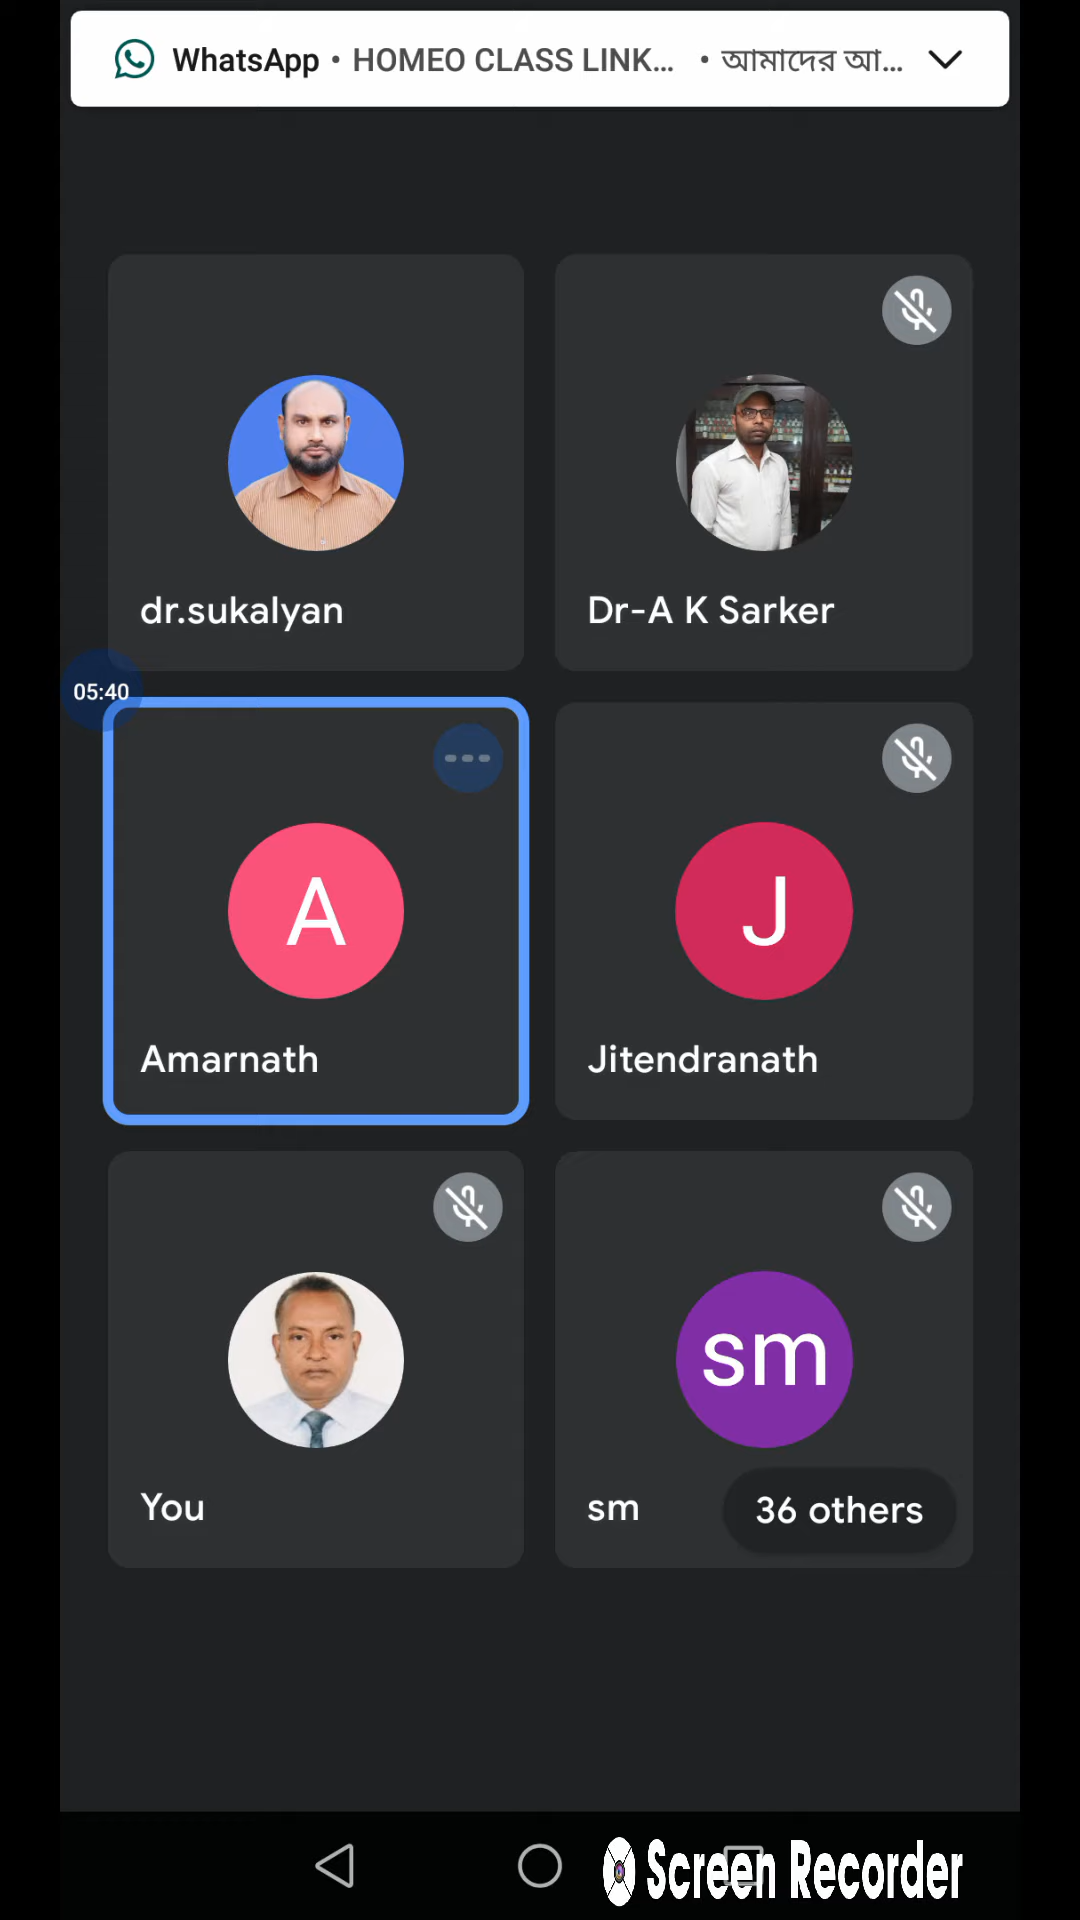 WhatsApp • HOMEO CLASS LINK... • আমাদের আ...
dr.sukalyan
Dr-A K Sarker
05:40
A
J
Amarnath
Jitendranath
sm
You
sm
36 others
Screen Recorder